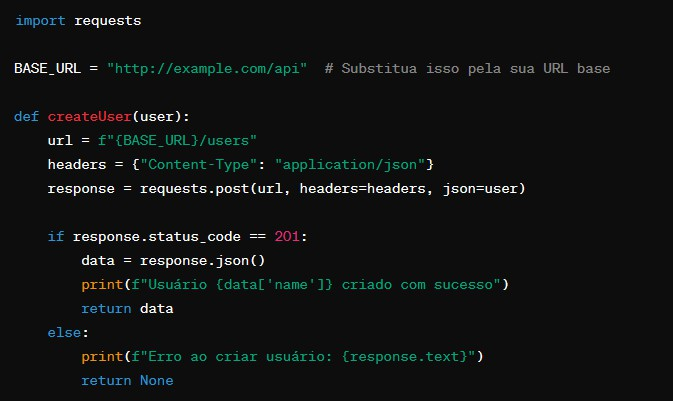 import requests
BASE_URL = "http://example.com/api"  # Substitua isso pela sua URL base
def createUser(user):
    url = f"{BASE_URL}/users"
    headers = {"Content-Type": "application/json"}
    response = requests.post(url, headers=headers, json=user)
    if response.status_code == 201:
        data = response.json()
        print(f"Usuário {data['name']} criado com sucesso")
        return data
    else:
        print(f"Erro ao criar usuário: {response.text}")
        return None